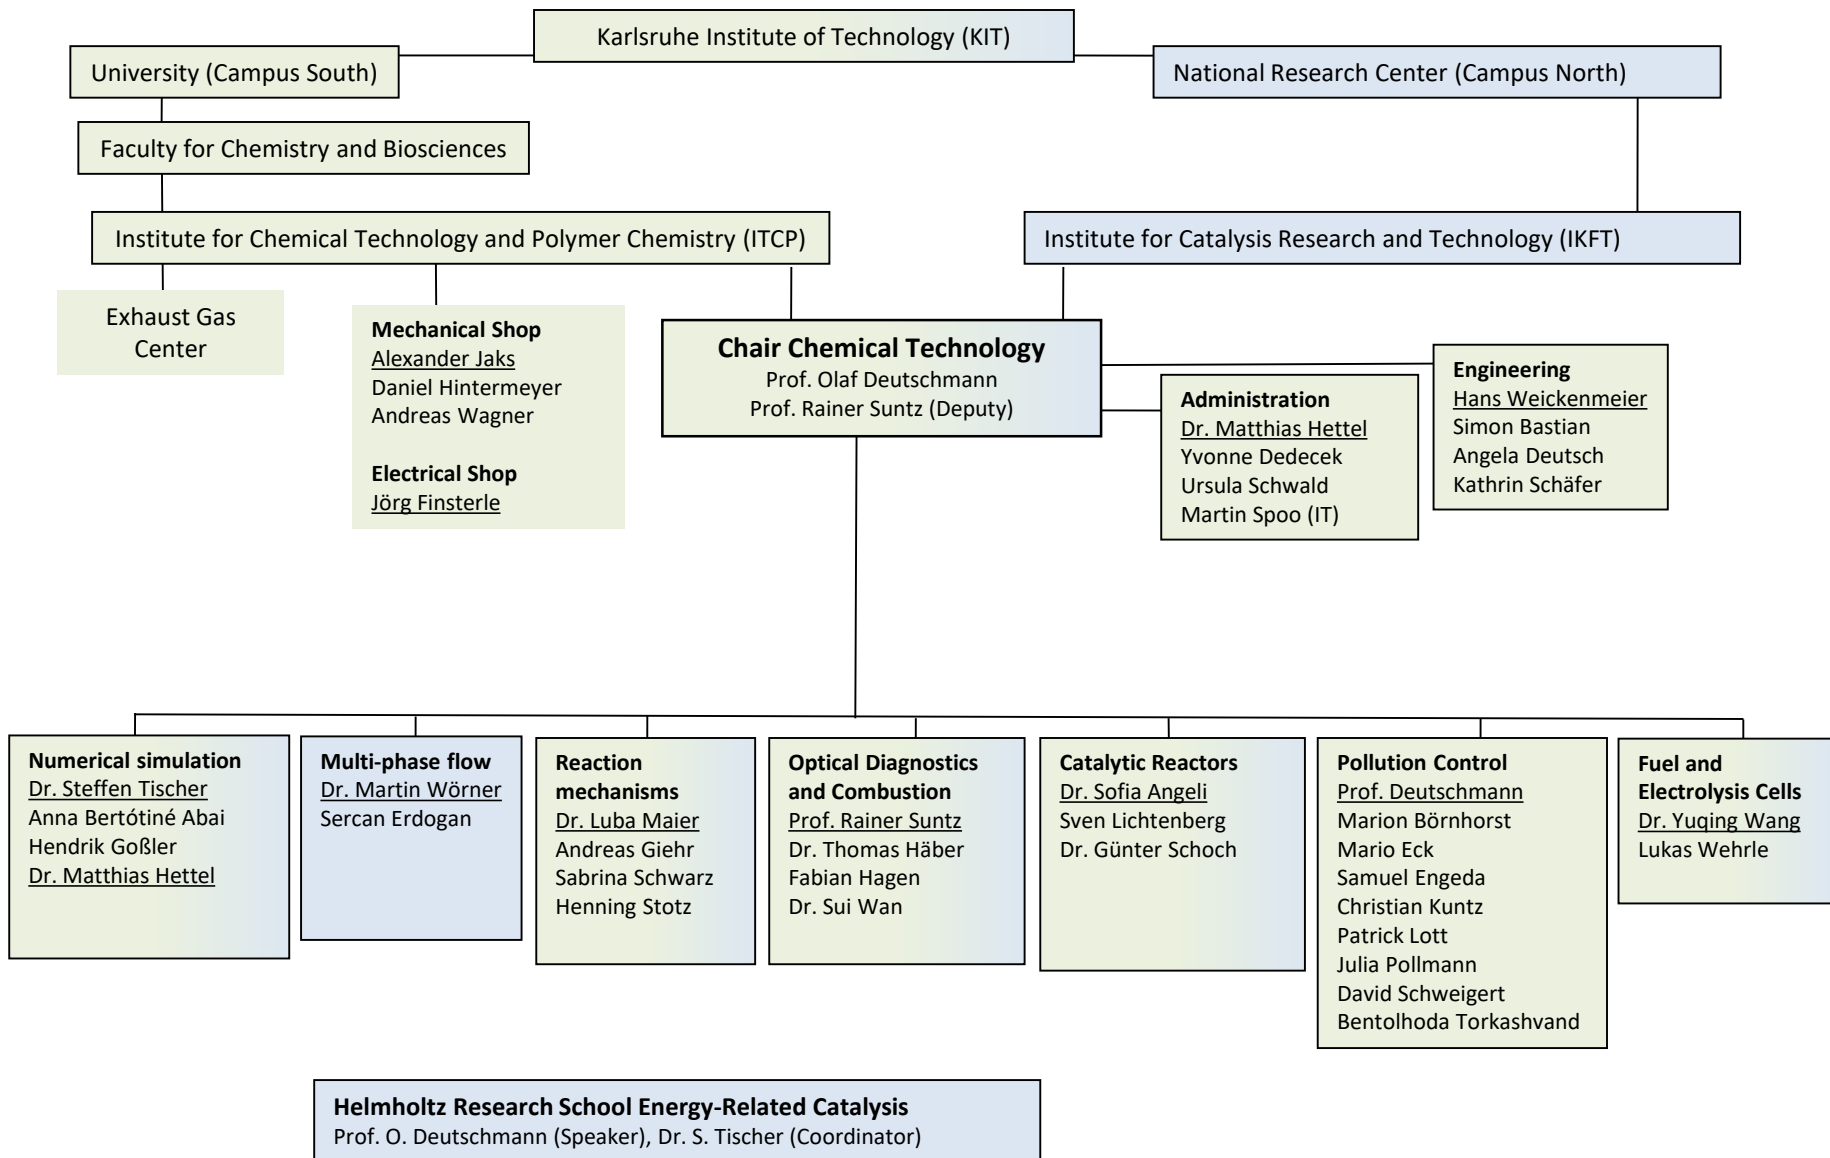 Karlsruhe Institute of Technology (KIT)
University (Campus South)
National Research Center (Campus North)
Faculty for Chemistry and Biosciences
Institute for Chemical Technology and Polymer Chemistry (ITCP)
Institute for Catalysis Research and Technology (IKFT)
Exhaust Gas
Center
Mechanical Shop
Alexander Jaks
Daniel Hintermeyer
Andreas Wagner
Electrical Shop
Jörg Finsterle
Chair Chemical Technology
Prof. Olaf Deutschmann
Prof. Rainer Suntz (Deputy)
Administration
Dr. Matthias Hettel
Yvonne Dedecek
Ursula Schwald
Martin Spoo (IT)
Engineering
Hans Weickenmeier
Simon Bastian
Angela Deutsch
Kathrin Schäfer
Numerical simulation
Dr. Steffen Tischer
Anna Bertótiné Abai
Hendrik Goßler
Dr. Matthias Hettel
Multi-phase flow
Dr. Martin Wörner
Sercan Erdogan
Reaction
mechanisms
Dr. Luba Maier
Andreas Giehr
Sabrina Schwarz
Henning Stotz
Optical Diagnostics
and Combustion
Prof. Rainer Suntz
Dr. Thomas Häber
Fabian Hagen
Dr. Sui Wan
Catalytic Reactors
Dr. Sofia Angeli
Sven Lichtenberg
Dr. Günter Schoch
Pollution Control
Prof. Deutschmann
Marion Börnhorst
Mario Eck
Samuel Engeda
Christian Kuntz
Patrick Lott
Julia Pollmann
David Schweigert
Bentolhoda Torkashvand
Fuel and
Electrolysis Cells
Dr. Yuqing Wang
Lukas Wehrle
Helmholtz Research School Energy-Related Catalysis
Prof. O. Deutschmann (Speaker), Dr. S. Tischer (Coordinator)